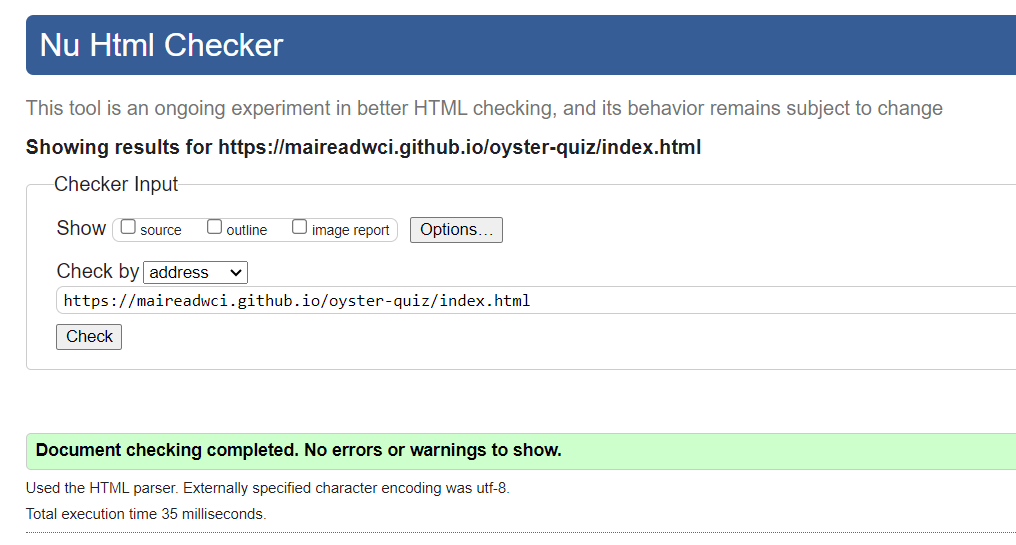 Nu Html Checker
This tool is an ongoing experiment in better HTML checking, and its behavior remains subject to change
Showing results for https://maireadwci.github.io/oyster-quiz/index.html
Checker Input
Show source outline image report Options...
Check by address
https://maireadwci.github.io/oyster-quiz/index.html
Check
Document checking completed. No errors or warnings to show.
Used the HTML parser. Externally specified character encoding was utf-8.
Total execution time 35 milliseconds.